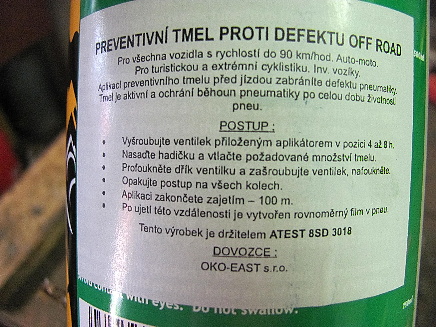 PREVENTIVNÍ TMEL PROTI DEFEKTU OFF ROAD
Pro všechna vozidla s rychlostí do 90 km/hod. Auto-moto.
Pro turistickou a extrémní cyklistiku. Inv. vozíky.
Aplikací preventivního tmelu před jízdou zabráníte defektu pneumatiky.
Tmel je aktivní a ochrání běhoun pneumatiky po celou dobu životnosti
pneu.
POSTUP :
• Vyšroubujte ventilek přiloženým aplikátorem v pozici 4 až 8 h.
• Nasaďte hadičku a vtlačte požadované množství tmelu.
• Profoukněte dřík ventilku a zašroubujte ventilek, nafoukněte.
• Opakujte postup na všech kolech.
• Aplikaci zakončete zajetím – 100 m.
• Po ujetí této vzdálenosti je vytvořen rovnoměrný film v pneu
Tento výrobek je držitelem ATEST 8SD 3018
DOVOZCE :
OKO-EAST s.r.o.
with eyes. Do not swallow.